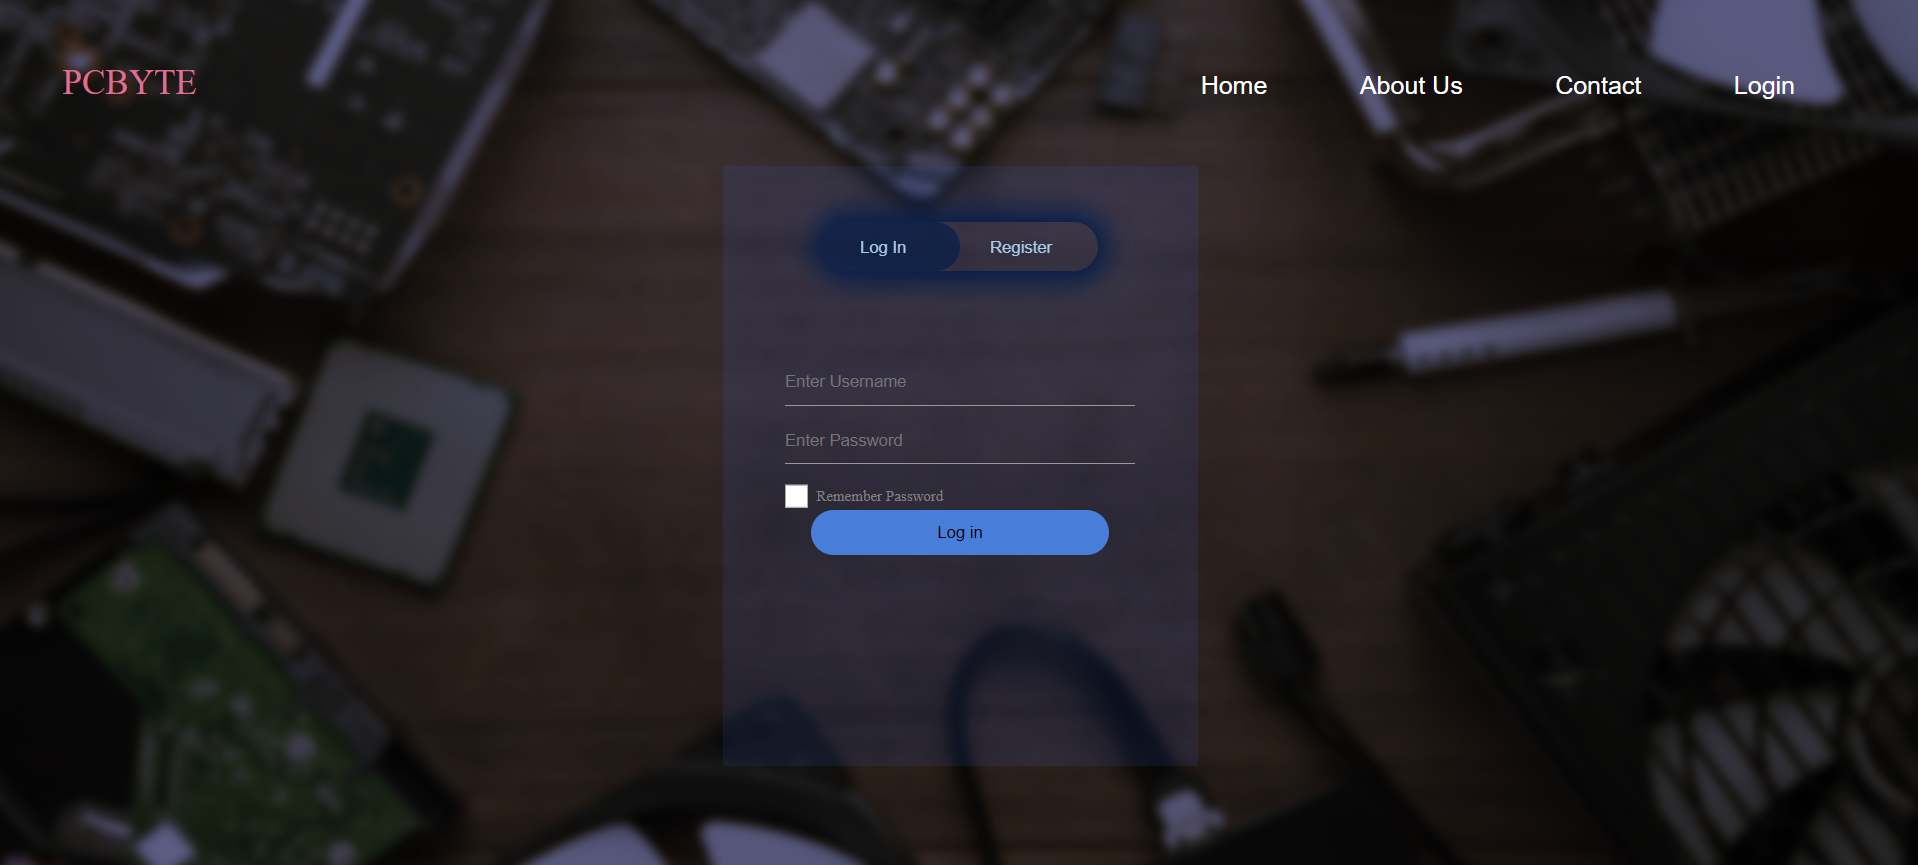 PCBYTE
Home About Us Contact Login
Log In Register
Enter Username
Enter Password
Remember Password
Log in